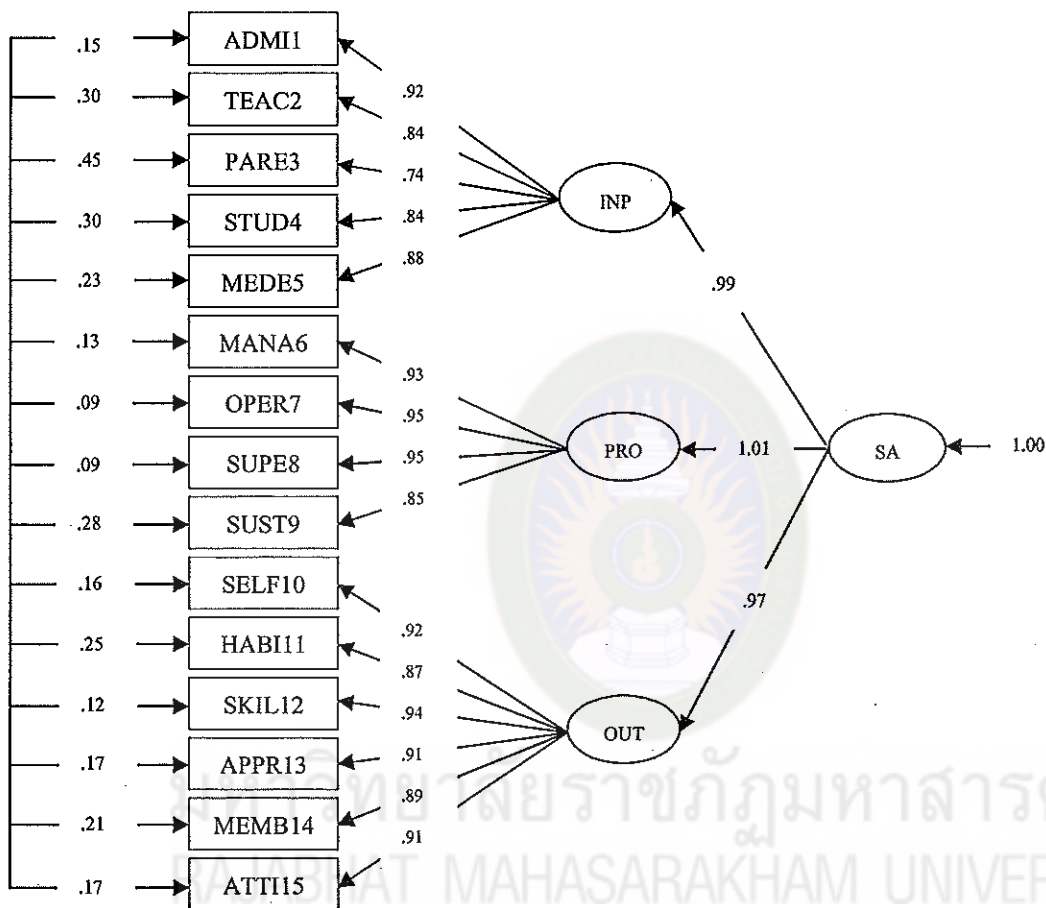 .15 ADMI1
.92
.30 TEAC2
.84
.45 PARE3
.74
INP
.30 STUD4
.84
.23 MEDE5
.88
.99
.13 MANA6
.93
.09 OPER7
.95
PRO 1.01 SA 1.00
.09 SUPE8
.95
.28 SUST9
.85
.16 SELF10
.97
.92
.25 HABI11
.87
.12 SKIL12
.94
OUT
.17 APPR13
.91
มหาวิทยาลัยราชภัฏมหาสาร
.21 MEMB14
.89
.91
.17 ATTI15
RAJABHAT MAHASARAKHAM UNIVER